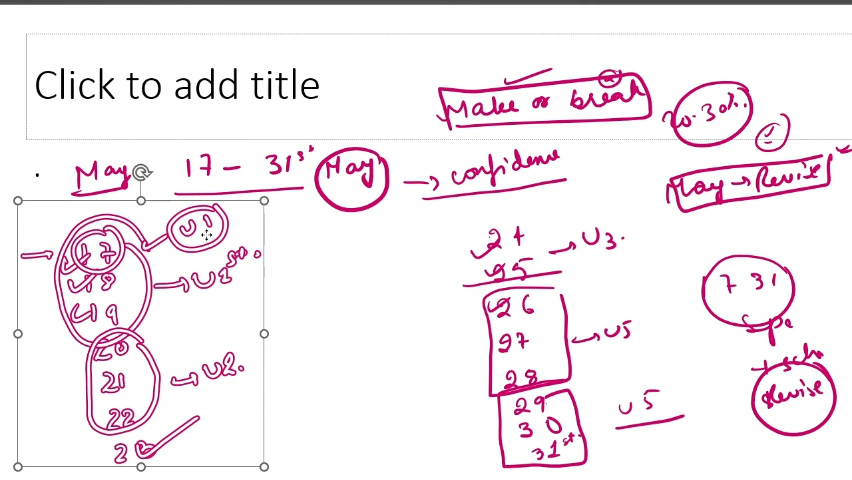 Click to add title
Make or break
20-30%
. May 17 - 31st May → confidence
May → Revise
17 U1
18 → U1st.
19
20
21 → U2.
22
23
24
25 → U3.
26
27 → U5
28
29
30 U5
31st
7 31
Revise